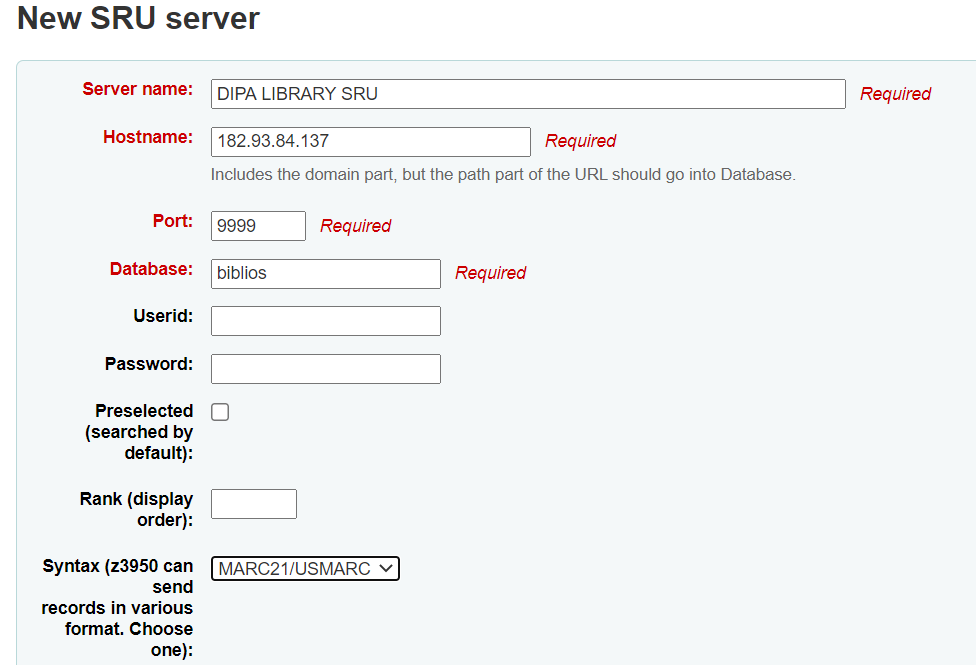 New SRU server
Server name: DIPA LIBRARY SRU Required
Hostname: 182.93.84.137 Required
Includes the domain part, but the path part of the URL should go into Database.
Port: 9999 Required
Database: biblios Required
Userid:
Password:
Preselected
(searched by
default):
Rank (display
order):
Syntax (z3950 can MARC21/USMARC
send
records in various
format. Choose
one):